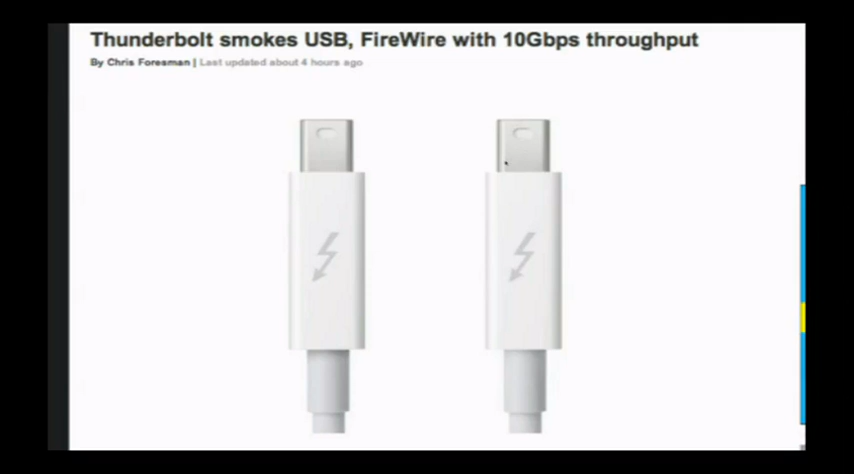 Thunderbolt smokes USB, FireWire with 10Gbps throughput
By Chris Foresman | Last updated about 4 hours ago